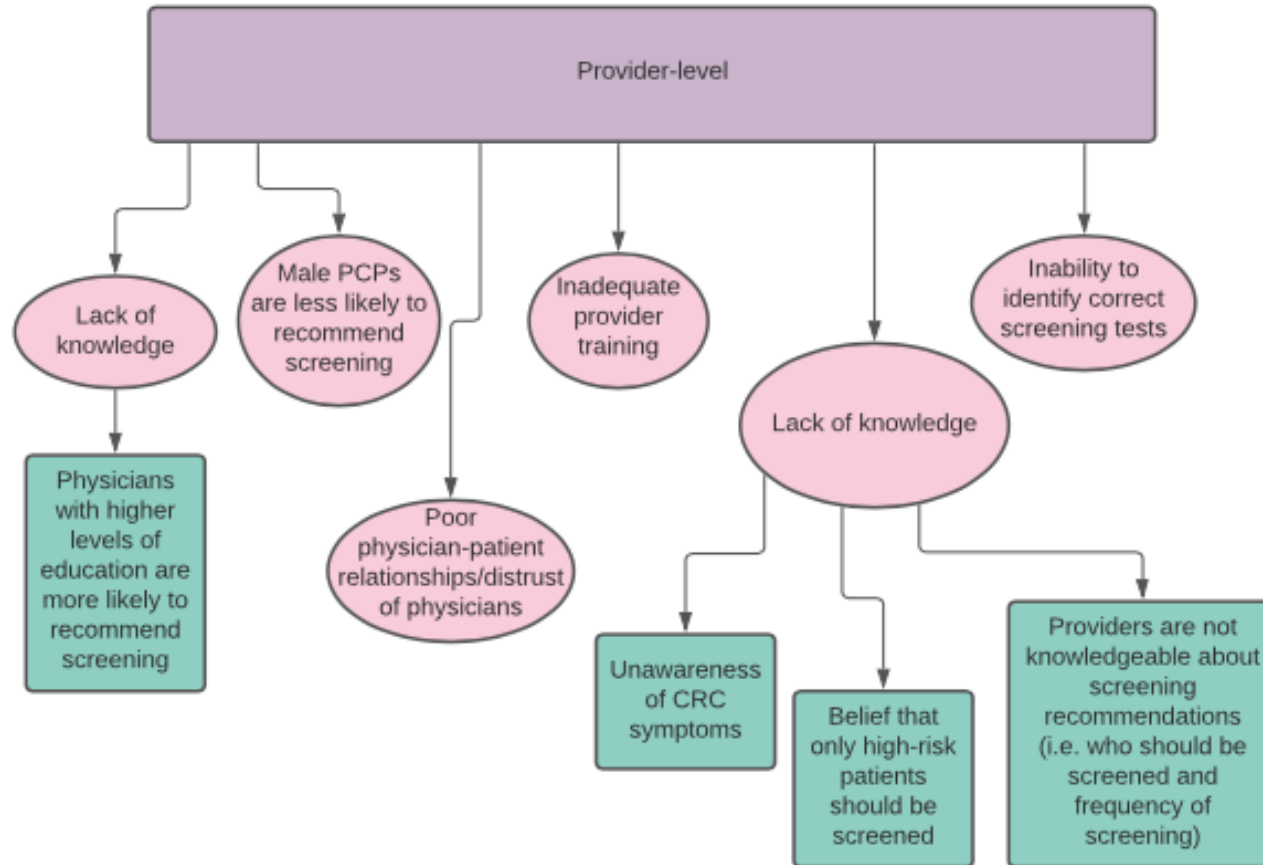 Provider-level
Lack of
knowledge
Male PCPs
are less likely to
recommend
screening
Poor
physician-patient
relationships/distrust
of physicians
Inadequate
provider
training
Lack of knowledge
Inability to
identify correct
screening tests
Physicians
with higher
levels of
education are
more likely to
recommend
screening
Unawareness
of CRC
symptoms
Belief that
only high-risk
patients
should be
screened
Providers are not
knowledgeable about
screening
recommendations
(i.e. who should be
screened and
frequency of
screening)